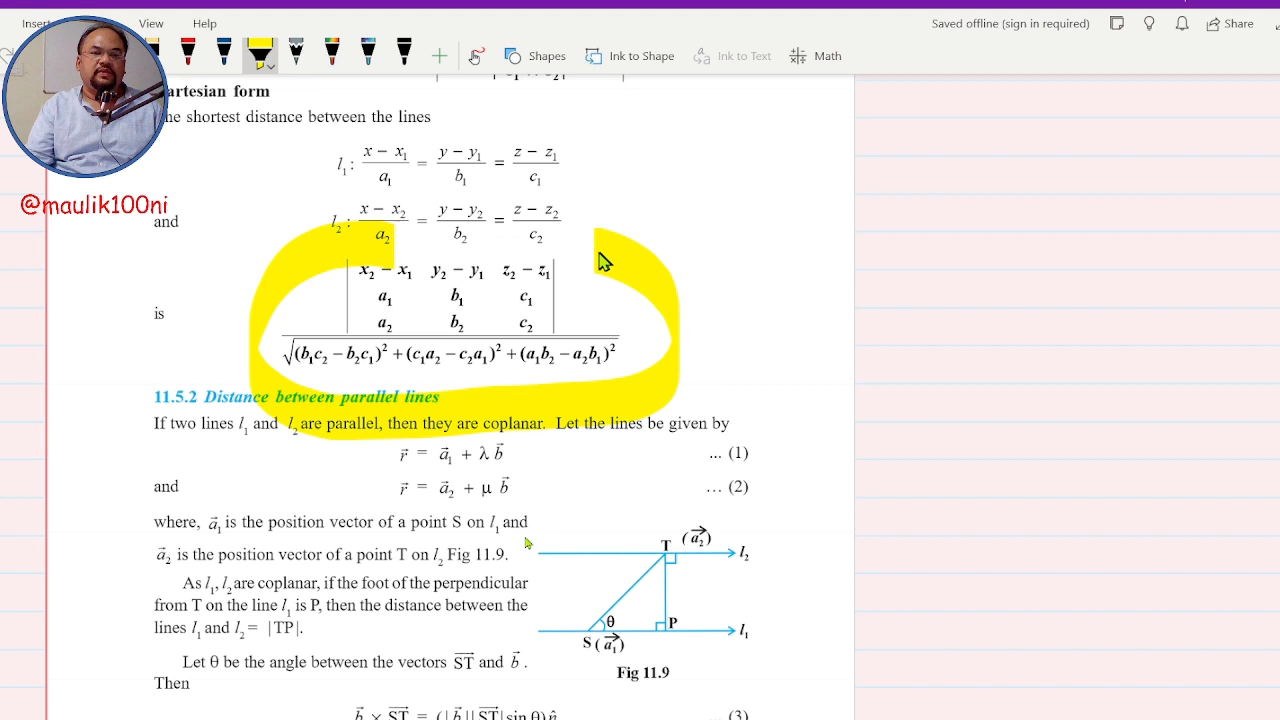 Insert View Help Saved offline (sign in required) Share
Shapes Ink to Shape Ink to Text Math
artesian form
he shortest distance between the lines
l₁ : (x − x₁)/a₁ = (y − y₁)/b₁ = (z − z₁)/c₁
@maulik100ni
and l₂ : (x − x₂)/a₂ = (y − y₂)/b₂ = (z − z₂)/c₂
x₂ − x₁ y₂ − y₁ z₂ − z₁
a₁ b₁ c₁
is
a₂ b₂ c₂
√(b₁c₂ − b₂c₁)² + (c₁a₂ − c₂a₁)² + (a₁b₂ − a₂b₁)²
11.5.2 Distance between parallel lines
If two lines l₁ and l₂ are parallel, then they are coplanar. Let the lines be given by
r⃗ = a⃗₁ + λ b⃗ ... (1)
and r⃗ = a⃗₂ + μ b⃗ … (2)
where, a⃗₁ is the position vector of a point S on l₁ and
a⃗₂ is the position vector of a point T on l₂ Fig 11.9.
As l₁, l₂ are coplanar, if the foot of the perpendicular
from T on the line l₁ is P, then the distance between the
lines l₁ and l₂ = |TP|.
Let θ be the angle between the vectors ST⃗ and b⃗ .
Then
T (a⃗₂) l₂
θ P l₁
S (a⃗₁)
Fig 11.9
b⃗ × ST⃗ = (|b⃗||ST⃗|sin θ) n̂ ... (3)